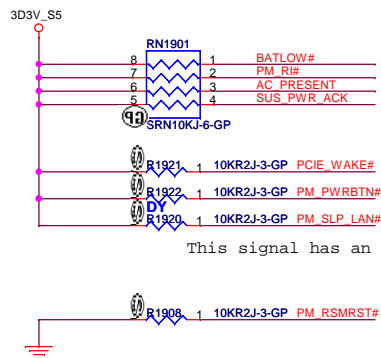 3D3V_S5
RN1901
8 1 BATLOW#
7 2 PM_RI#
6 3 AC_PRESENT
5 4 SUS_PWR_ACK
SRN10KJ-6-GP
R1921 1 10KR2J-3-GP PCIE_WAKE#
R1922 1 10KR2J-3-GP PM_PWRBTN#
DY
R1920 1 10KR2J-3-GP PM_SLP_LAN#
This signal has an
R1908 1 10KR2J-3-GP PM_RSMRST#